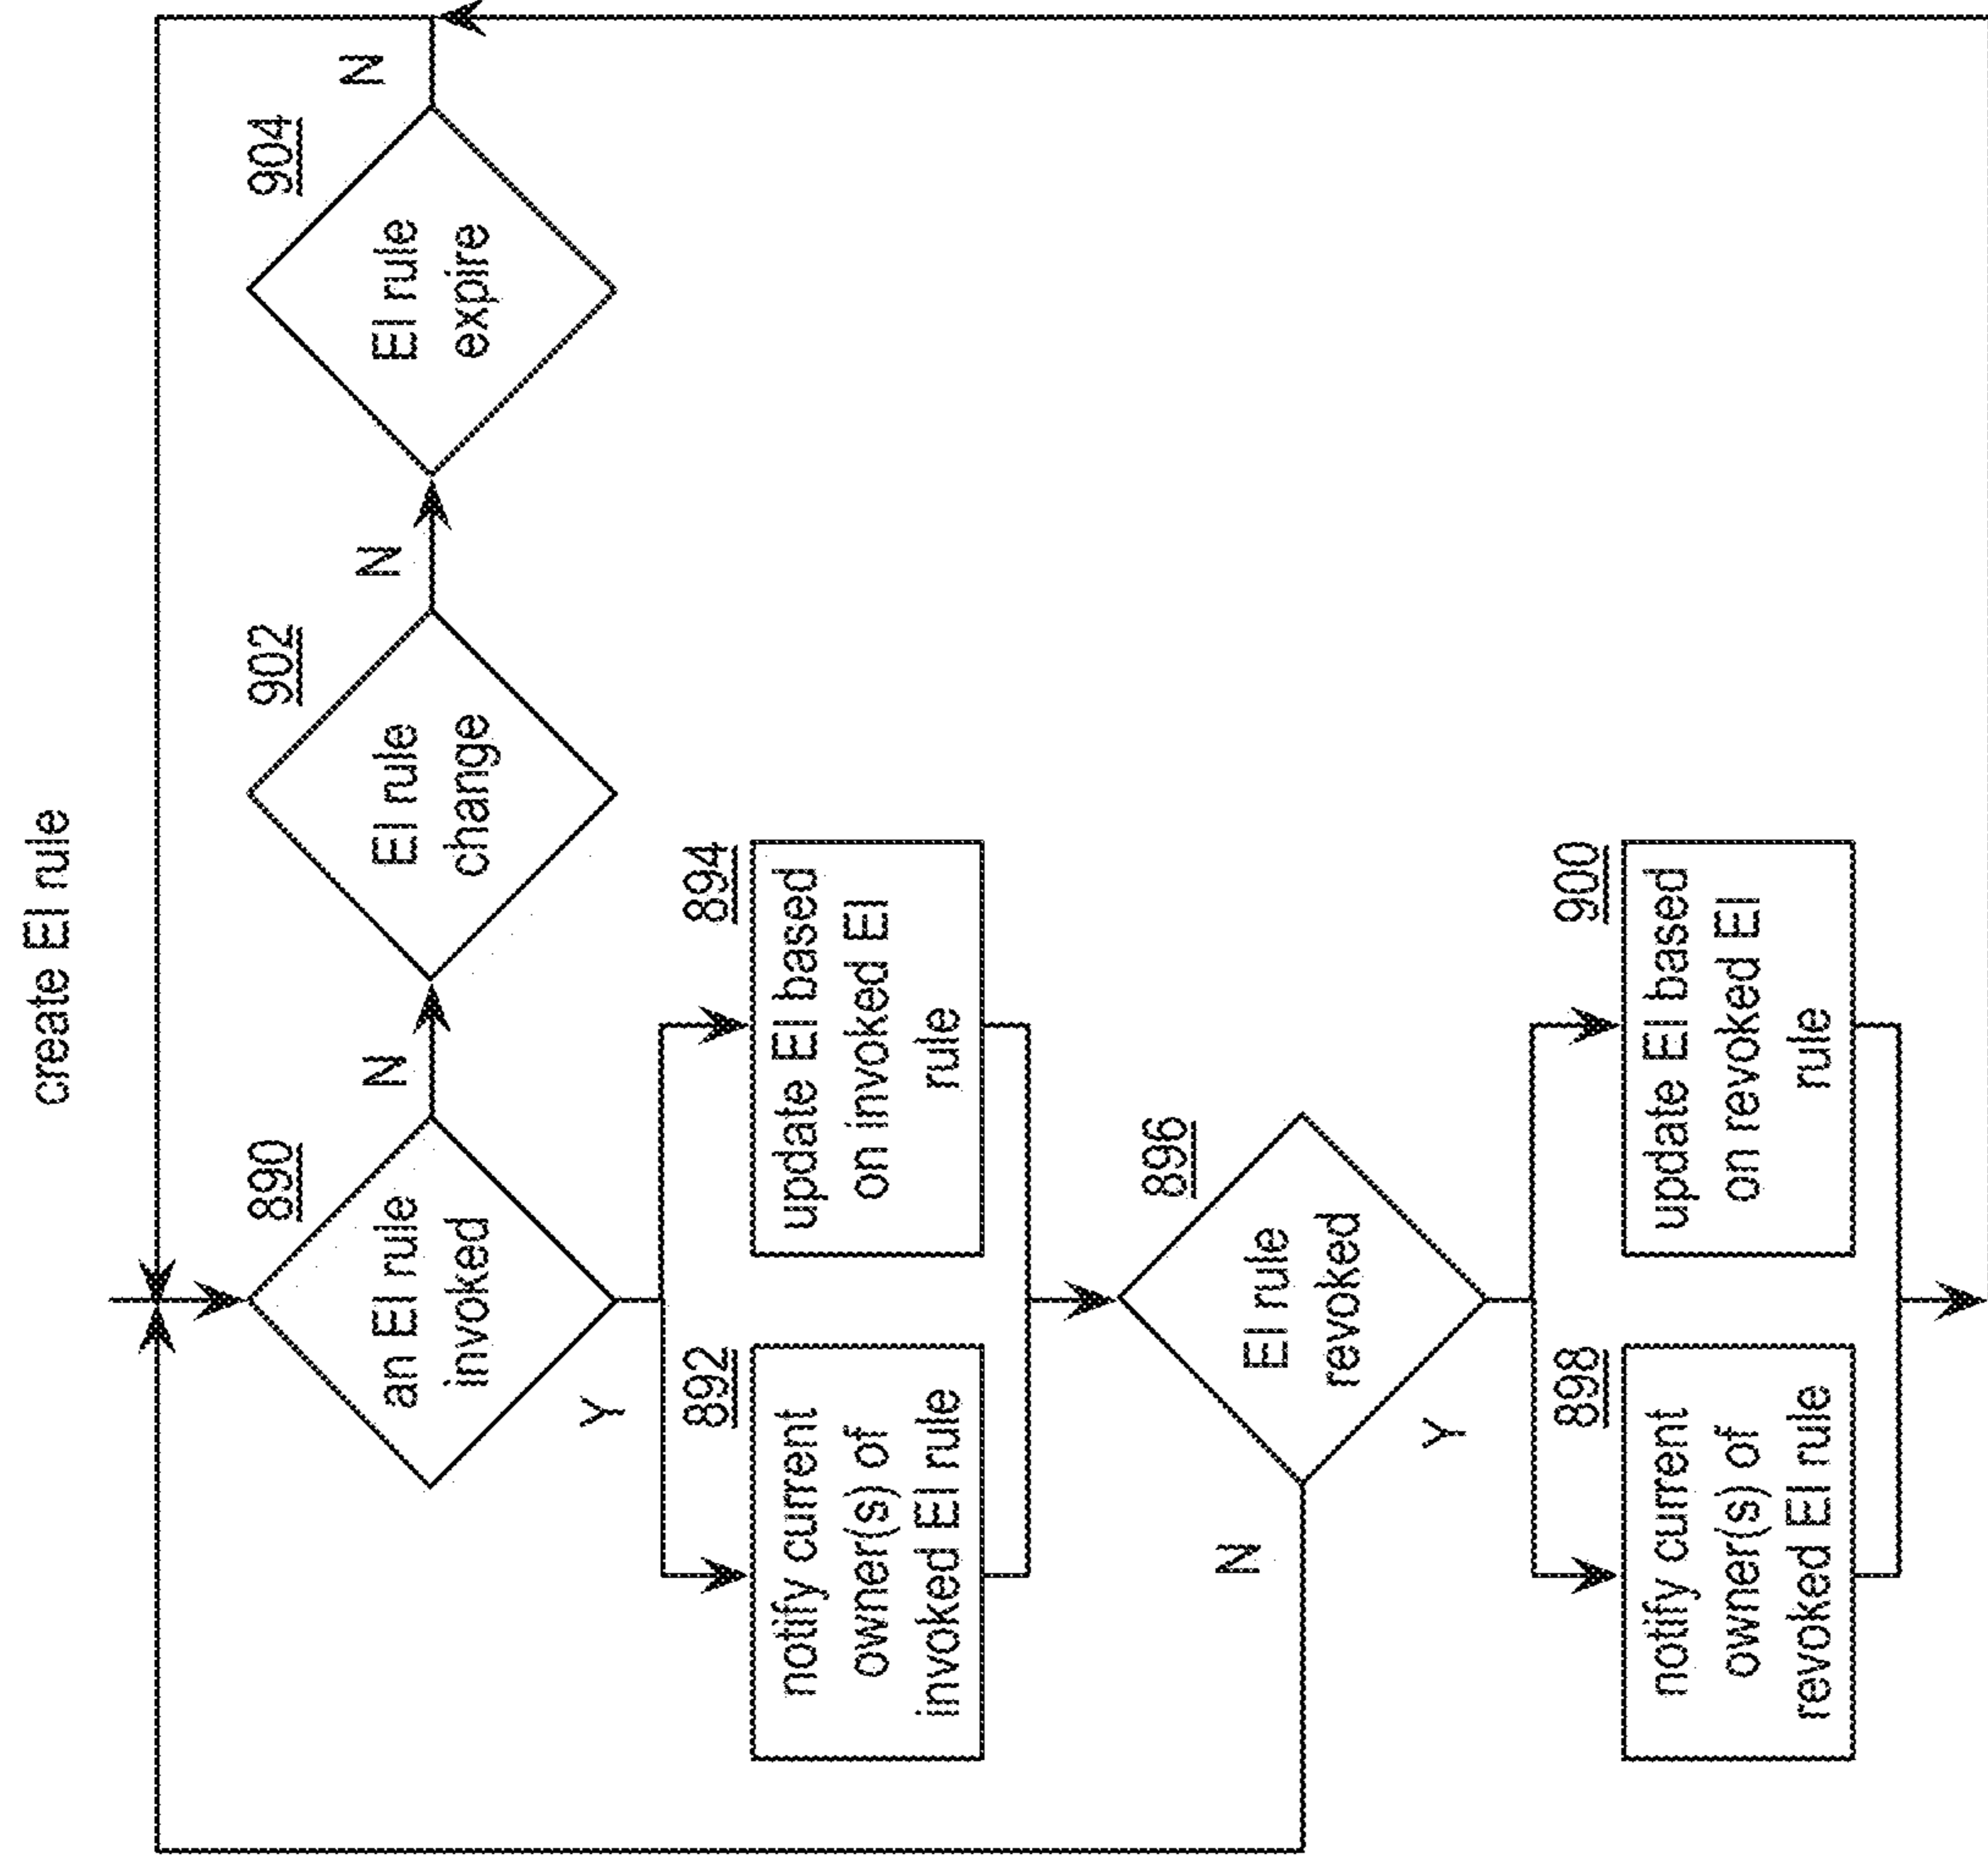 create EI rule
890
an EI rule
invoked
N
902
EI rule
change
N
904
EI rule
expire
N
Y
892
notify current
owner(s) of
invoked EI rule
894
update EI based
on invoked EI
rule
896
EI rule
revoked
N
Y
898
notify current
owner(s) of
revoked EI rule
900
update EI based
on revoked EI
rule